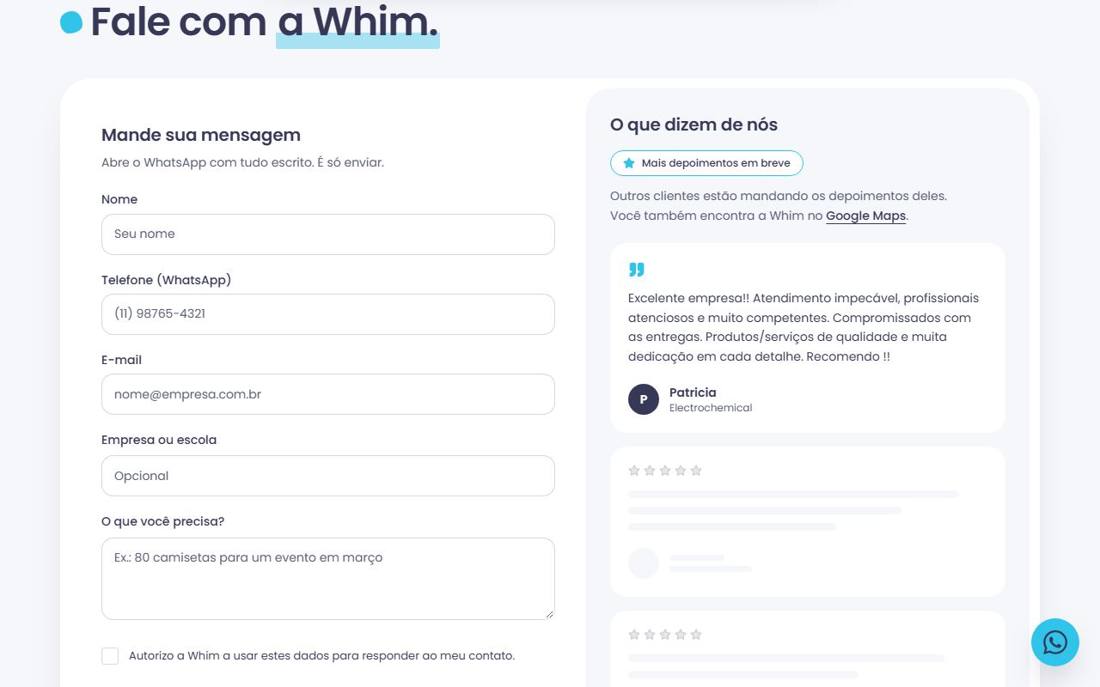 Fale com a Whim.
Mande sua mensagem
Abre o WhatsApp com tudo escrito. É só enviar.
Nome
Seu nome
Telefone (WhatsApp)
(11) 98765-4321
E-mail
nome@empresa.com.br
Empresa ou escola
Opcional
O que você precisa?
Ex.: 80 camisetas para um evento em março
Autorizo a Whim a usar estes dados para responder ao meu contato.
O que dizem de nós
Mais depoimentos em breve
Outros clientes estão mandando os depoimentos deles.
Você também encontra a Whim no Google Maps.
Excelente empresa!! Atendimento impecável, profissionais
atenciosos e muito competentes. Compromissados com
as entregas. Produtos/serviços de qualidade e muita
dedicação em cada detalhe. Recomendo !!
P
Patricia
Electrochemical